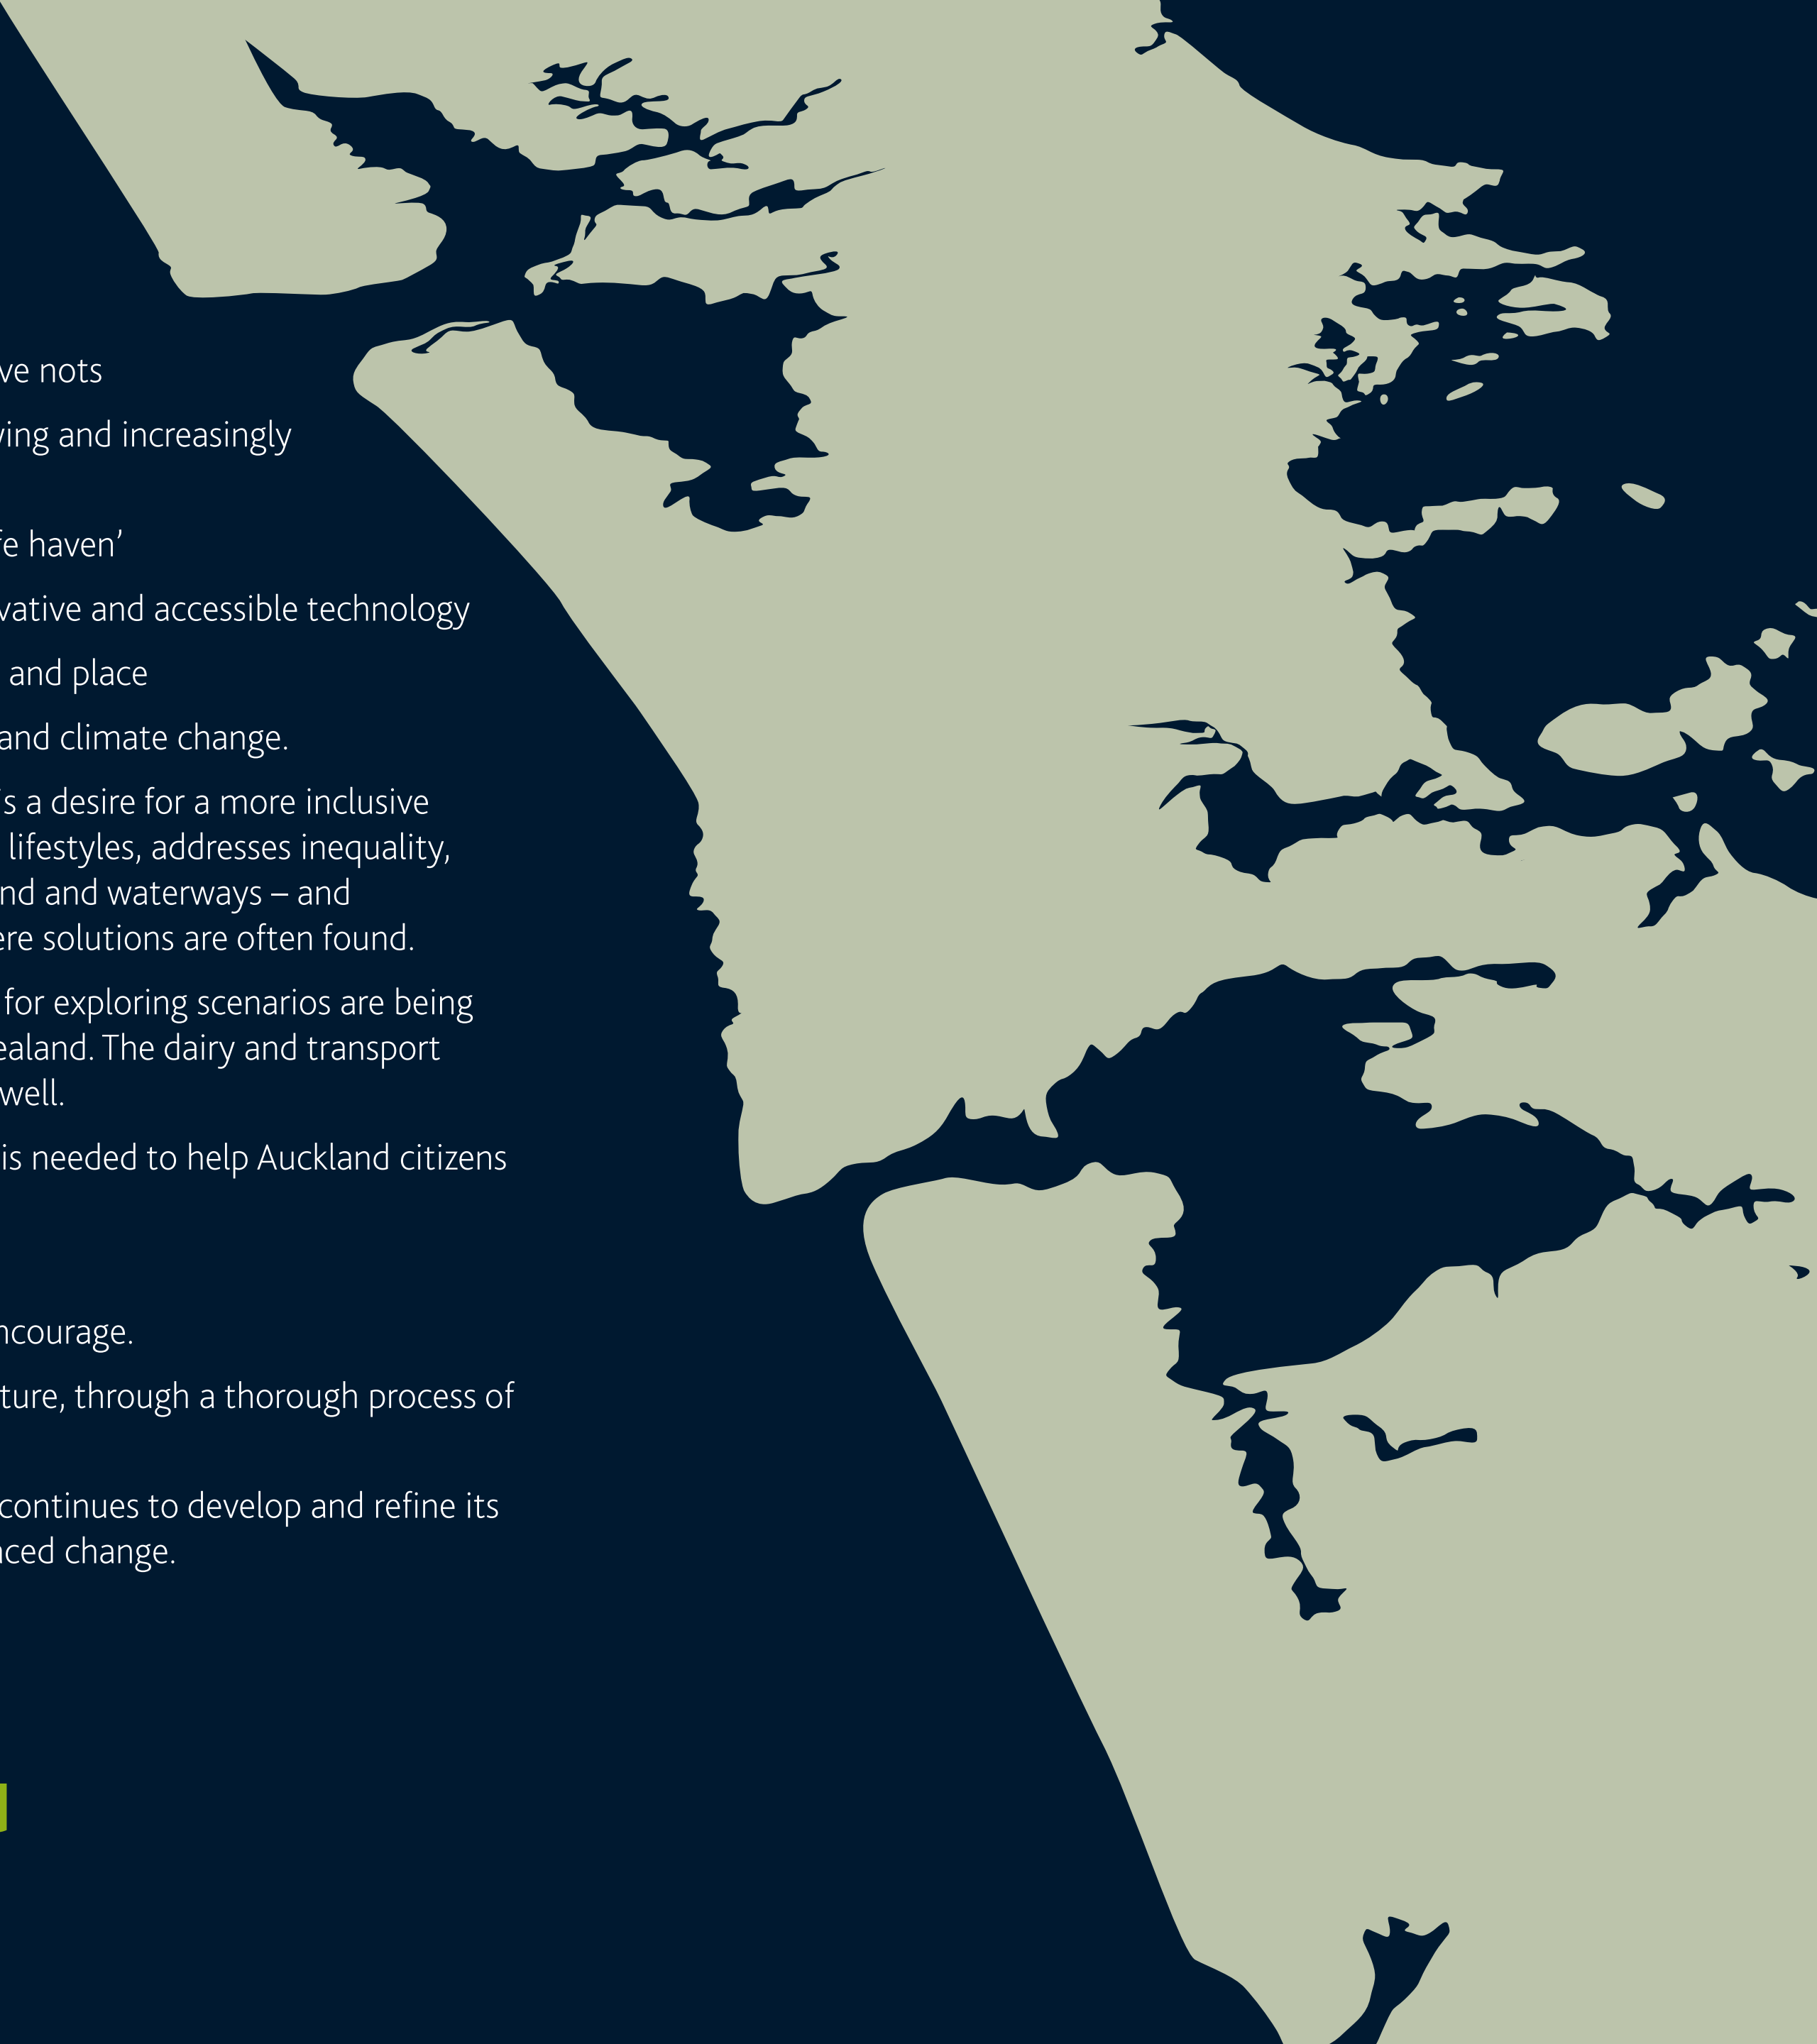 ve nots
ing and increasingly
fe haven’
vative and accessible technology
and place
and climate change.
s a desire for a more inclusive
lifestyles, addresses inequality,
nd and waterways – and
ere solutions are often found.
for exploring scenarios are being
ealand. The dairy and transport
well.
is needed to help Auckland citizens
ncourage.
ture, through a thorough process of
continues to develop and refine its
ced change.